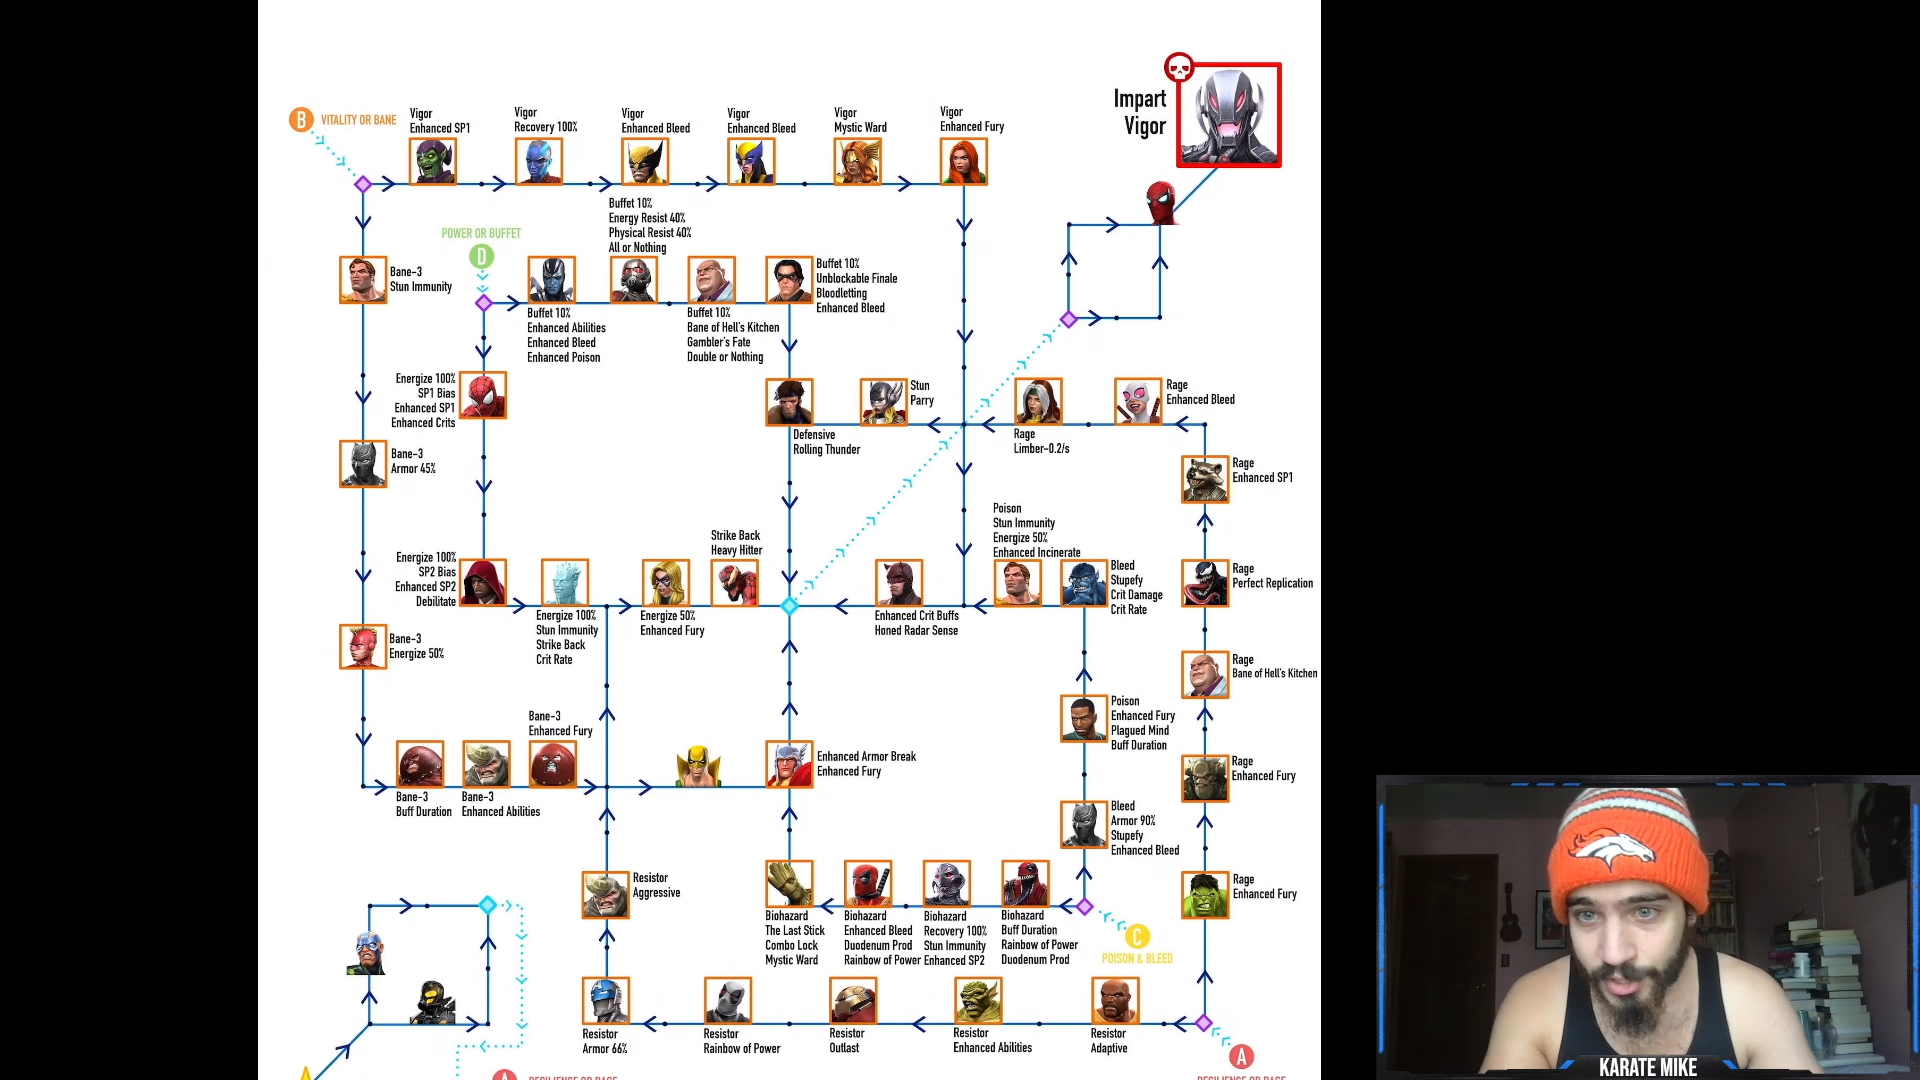 Impart
Vigor
B
VITALITY OR BANE
Vigor
Enhanced SP1
Vigor
Recovery 100%
Vigor
Enhanced Bleed
Vigor
Enhanced Bleed
Vigor
Mystic Ward
Vigor
Enhanced Fury
Buffet 10%
Energy Resist 40%
Physical Resist 40%
All or Nothing
POWER OR BUFFET
D
Bane-3
Stun Immunity
Buffet 10%
Enhanced Abilities
Enhanced Bleed
Enhanced Poison
Buffet 10%
Bane of Hell's Kitchen
Gambler's Fate
Double or Nothing
Buffet 10%
Unblockable Finale
Bloodletting
Enhanced Bleed
Energize 100%
SP1 Bias
Enhanced SP1
Enhanced Crits
Stun
Parry
Rage
Enhanced Bleed
Defensive
Rolling Thunder
Rage
Limber-0.2/s
Bane-3
Armor 45%
Rage
Enhanced SP1
Poison
Stun Immunity
Energize 50%
Enhanced Incinerate
Strike Back
Heavy Hitter
Energize 100%
SP2 Bias
Enhanced SP2
Debilitate
Bleed
Stupefy
Crit Damage
Crit Rate
Rage
Perfect Replication
Energize 100%
Stun Immunity
Strike Back
Crit Rate
Energize 50%
Enhanced Fury
Enhanced Crit Buffs
Honed Radar Sense
Bane-3
Energize 50%
Rage
Bane of Hell's Kitchen
Bane-3
Enhanced Fury
Poison
Enhanced Fury
Plagued Mind
Buff Duration
Enhanced Armor Break
Enhanced Fury
Rage
Enhanced Fury
Bane-3
Buff Duration
Bane-3
Enhanced Abilities
Bleed
Armor 90%
Stupefy
Enhanced Bleed
Resistor
Aggressive
Rage
Enhanced Fury
Biohazard
The Last Stick
Combo Lock
Mystic Ward
Biohazard
Enhanced Bleed
Duodenum Prod
Rainbow of Power
Biohazard
Recovery 100%
Stun Immunity
Enhanced SP2
Biohazard
Buff Duration
Rainbow of Power
Duodenum Prod
C
POISON & BLEED
Resistor
Armor 66%
Resistor
Rainbow of Power
Resistor
Outlast
Resistor
Enhanced Abilities
Resistor
Adaptive
A
A
RESILIENCE OR RAGE
RESILIENCE OR RAGE
KARATE MIKE